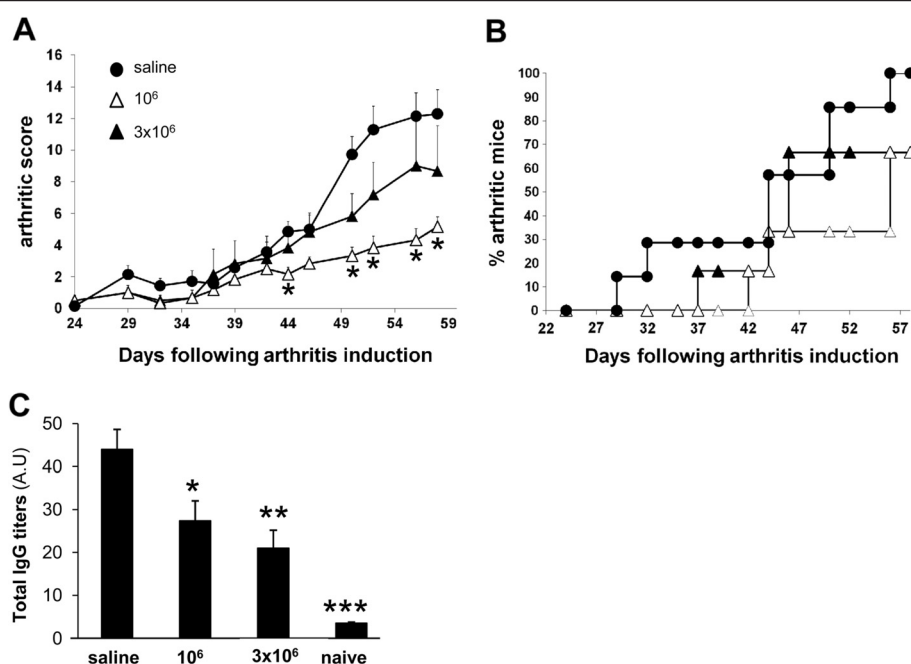 A
16
14
12
10
8
6
4
2
0
arthritic score
saline
10⁶
3x10⁶
* * * * *
24 29 34 39 44 49 54 59
Days following arthritis induction
B
100
90
80
70
60
50
40
30
20
10
0
% arthritic mice
22 27 32 37 42 47 52 57
Days following arthritis induction
C
50
40
30
20
10
0
Total IgG titers (A.U)
* ** ***
saline 10⁶ 3x10⁶ naive